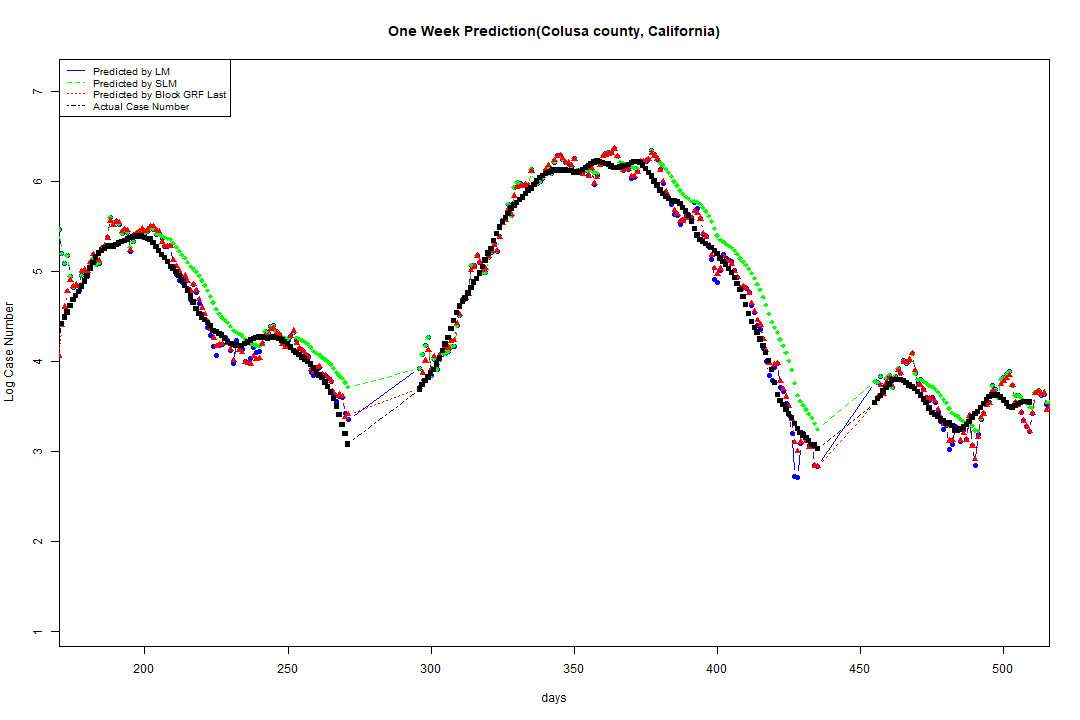 One Week Prediction(Colusa county, California)
Predicted by LM
Predicted by SLM
Predicted by Block GRF Last
Actual Case Number
Log Case Number
7
6
5
4
3
2
1
200 250 300 350 400 450 500
days